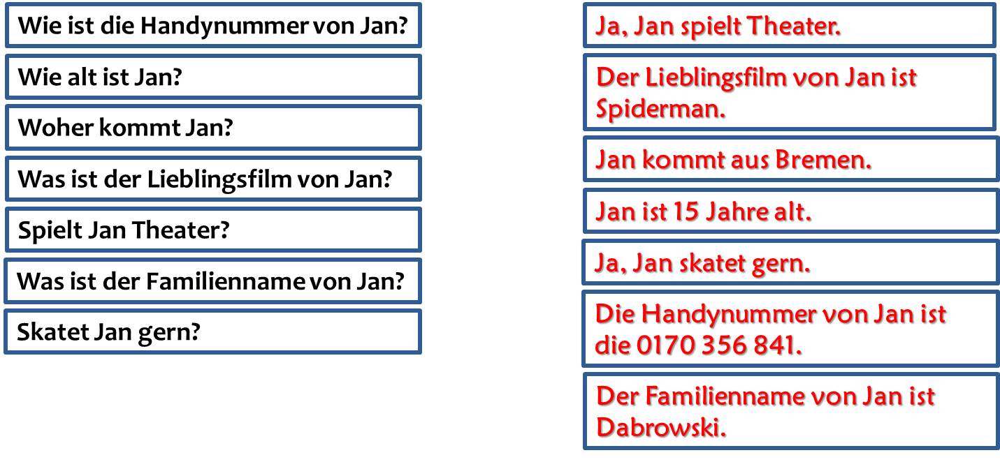 Wie ist die Handynummer von Jan?
Wie alt ist Jan?
Woher kommt Jan?
Was ist der Lieblingsfilm von Jan?
Spielt Jan Theater?
Was ist der Familienname von Jan?
Skatet Jan gern?
Ja, Jan spielt Theater.
Der Lieblingsfilm von Jan ist
Spiderman.
Jan kommt aus Bremen.
Jan ist 15 Jahre alt.
Ja, Jan skatet gern.
Die Handynummer von Jan ist
die 0170 356 841.
Der Familienname von Jan ist
Dabrowski.